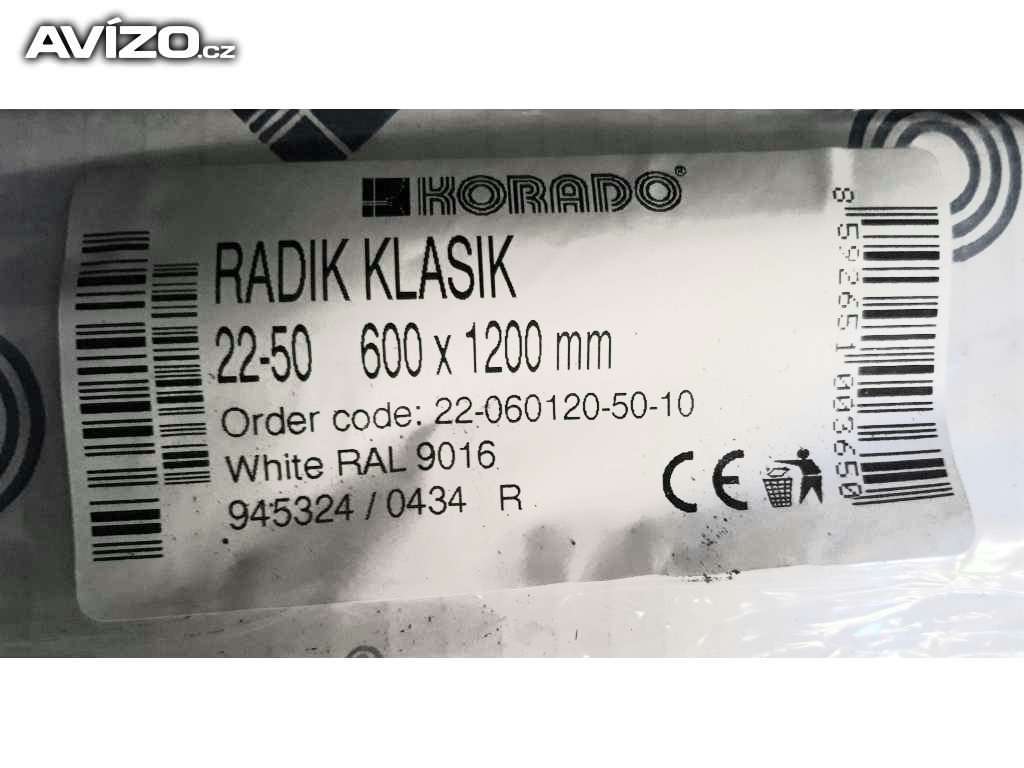 AVÍZO.cz
KORADO®
RADIK KLASIK
22-50 600 x 1200 mm
Order code: 22-060120-50-10
White RAL 9016
945324 / 0434 R
CE
8592651003650